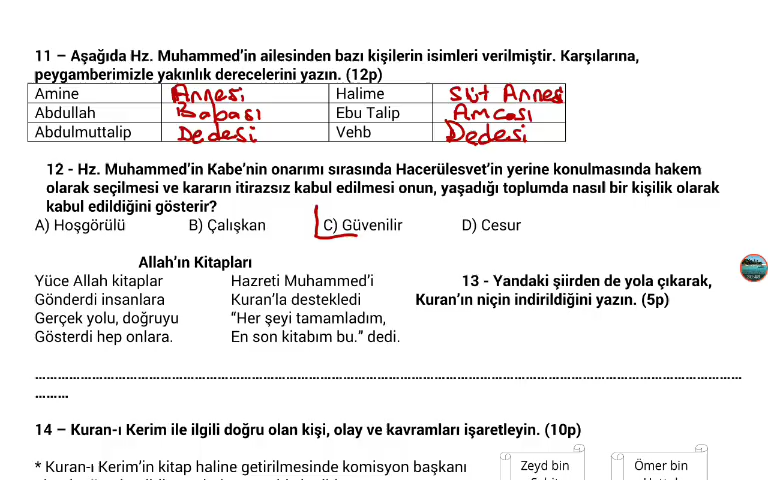 11 – Aşağıda Hz. Muhammed’in ailesinden bazı kişilerin isimleri verilmiştir. Karşılarına,
peygamberimizle yakınlık derecelerini yazın. (12p)
Amine Annesi Halime Süt Annesi
Abdullah Babası Ebu Talip Amcası
Abdulmuttalip Dedesi Vehb Dedesi
12 - Hz. Muhammed’in Kabe’nin onarımı sırasında Hacerülesvet’in yerine konulmasında hakem
olarak seçilmesi ve kararın itirazsız kabul edilmesi onun, yaşadığı toplumda nasıl bir kişilik olarak
kabul edildiğini gösterir?
A) Hoşgörülü B) Çalışkan C) Güvenilir D) Cesur
Allah’ın Kitapları
Yüce Allah kitaplar
Gönderdi insanlara
Gerçek yolu, doğruyu
Gösterdi hep onlara.
Hazreti Muhammed’i
Kuran’la destekledi
“Her şeyi tamamladım,
En son kitabım bu.” dedi.
13 - Yandaki şiirden de yola çıkarak,
Kuran’ın niçin indirildiğini yazın. (5p)
14 – Kuran-ı Kerim ile ilgili doğru olan kişi, olay ve kavramları işaretleyin. (10p)
* Kuran-ı Kerim’in kitap haline getirilmesinde komisyon başkanı
Zeyd bin
Ömer bin